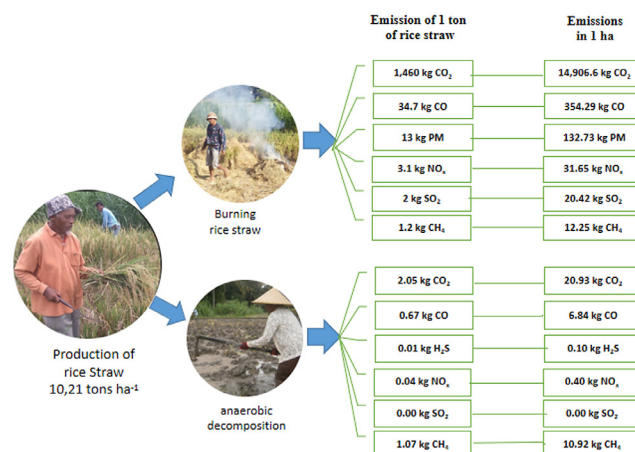 Emission of 1 ton
of rice straw
Emissions
in 1 ha
1,460 kg CO₂
14,906.6 kg CO₂
34.7 kg CO
354.29 kg CO
13 kg PM
132.73 kg PM
3.1 kg NOₓ
31.65 kg NOₓ
2 kg SO₂
20.42 kg SO₂
1.2 kg CH₄
12.25 kg CH₄
Burning
rice straw
Production of
rice Straw
10,21 tons ha⁻¹
anaerobic
decomposition
2.05 kg CO₂
20.93 kg CO₂
0.67 kg CO
6.84 kg CO
0.01 kg H₂S
0.10 kg H₂S
0.04 kg NOₓ
0.40 kg NOₓ
0.00 kg SO₂
0.00 kg SO₂
1.07 kg CH₄
10.92 kg CH₄